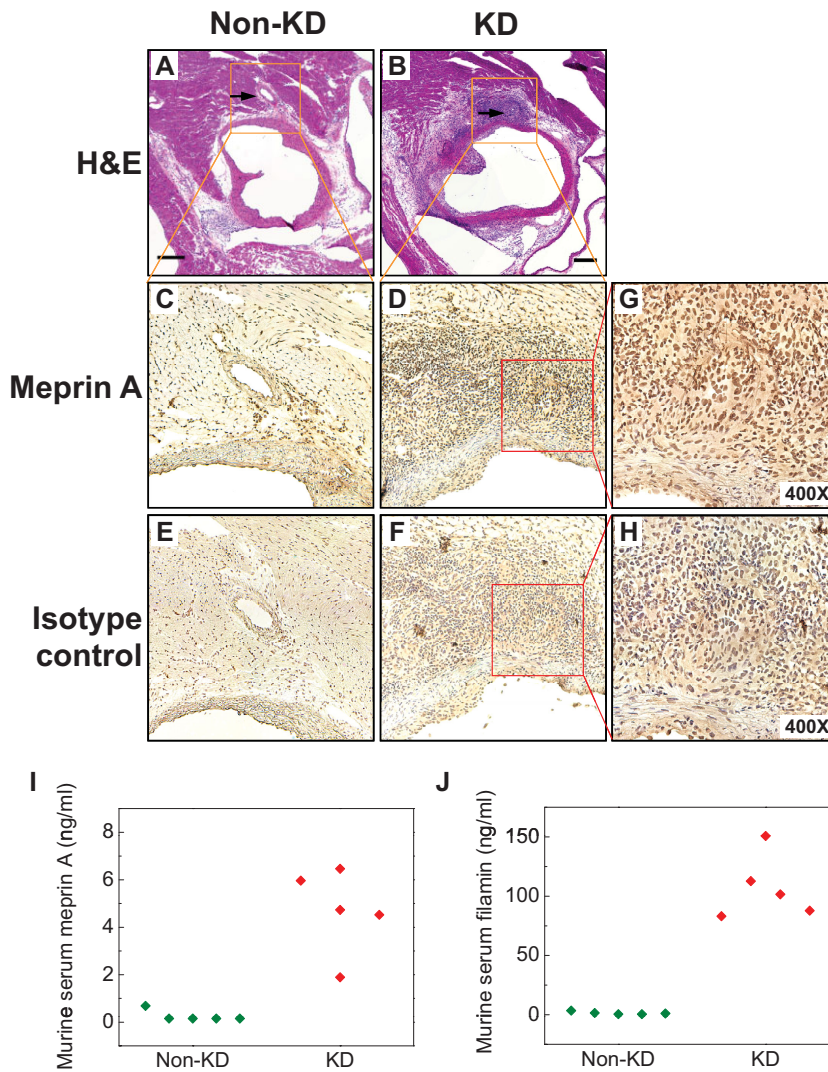 Non-KD KD
A B
H&E
C D G
Meprin A
400X
E F H
Isotype
control
400X
I J
Murine serum meprin A (ng/ml)
8
6
4
2
0
Non-KD KD
Murine serum filamin (ng/ml)
150
100
50
0
Non-KD KD